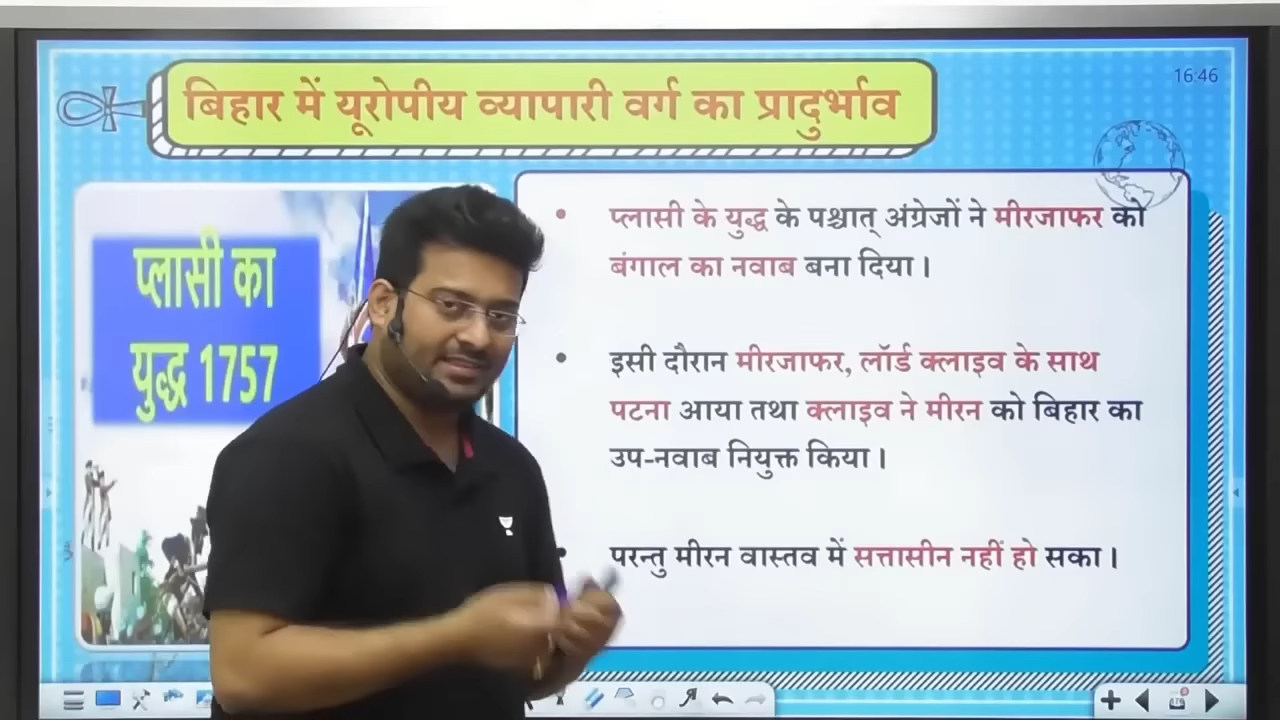 16:46
बिहार में यूरोपीय व्यापारी वर्ग का प्रादुर्भाव
प्लासी का
युद्ध 1757
• प्लासी के युद्ध के पश्चात् अंग्रेजों ने मीरजाफर को
बंगाल का नवाब बना दिया।
• इसी दौरान मीरजाफर, लॉर्ड क्लाइव के साथ
पटना आया तथा क्लाइव ने मीरन को बिहार का
उप-नवाब नियुक्त किया।
• परन्तु मीरन वास्तव में सत्तासीन नहीं हो सका।